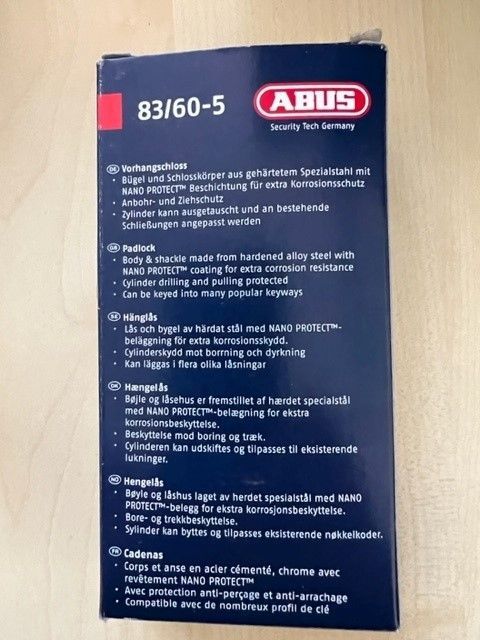 83/60-5
ABUS
Security Tech Germany
DE Vorhangschloss
• Bügel und Schlosskörper aus gehärtetem Spezialstahl mit
NANO PROTECT™ Beschichtung für extra Korrosionsschutz
• Anbohr- und Ziehschutz
• Zylinder kann ausgetauscht und an bestehende
Schließungen angepasst werden
GB Padlock
• Body & shackle made from hardened alloy steel with
NANO PROTECT™ coating for extra corrosion resistance
• Cylinder drilling and pulling protected
• Can be keyed into many popular keyways
SE Hänglås
• Lås och bygel av härdat stål med NANO PROTECT™-
beläggning för extra korrosionsskydd.
• Cylinderskydd mot borrning och dyrkning
• Kan läggas i flera olika låsningar
DK Hængelås
• Bøjle og låsehus er fremstillet af hærdet specialstål
med NANO PROTECT™-belægning for ekstra
korrosionsbeskyttelse.
• Beskyttelse mod boring og træk.
• Cylinderen kan udskiftes og tilpasses til eksisterende
lukninger.
NO Hengelås
• Bøyle og låshus laget av herdet spesialstål med NANO
PROTECT™-belegg for ekstra korrosjonsbeskyttelse.
• Bore- og trekkbeskyttelse.
• Sylinder kan byttes og tilpasses eksisterende nøkkelkoder.
FR Cadenas
• Corps et anse en acier cémenté, chrome avec
revêtement NANO PROTECT™
• Avec protection anti-perçage et anti-arrachage
• Compatible avec de nombreux profil de clé